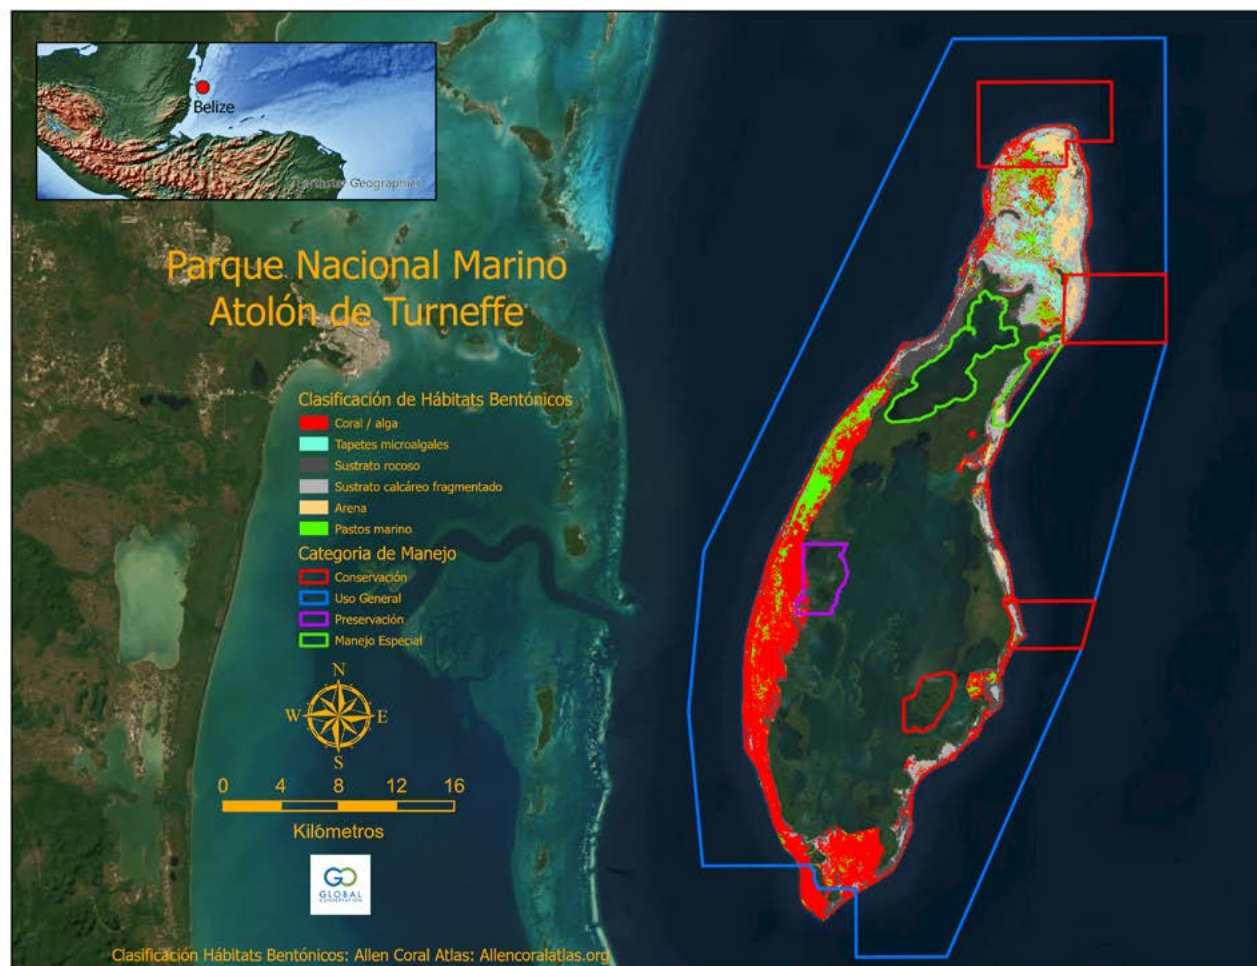 Belize
Earthstar Geographics
Parque Nacional Marino
Atolón de Turneffe
Clasificación de Hábitats Bentónicos
Coral / alga
Tapetes microalgales
Sustrato rocoso
Sustrato calcáreo fragmentado
Arena
Pastos marino
Categoria de Manejo
Conservación
Uso General
Preservación
Manejo Especial
N
W E
S
0 4 8 12 16
Kilómetros
GO
GLOBAL
CONSERVATION
Clasificación Hábitats Bentónicos: Allen Coral Atlas: Allencoralatlas.org